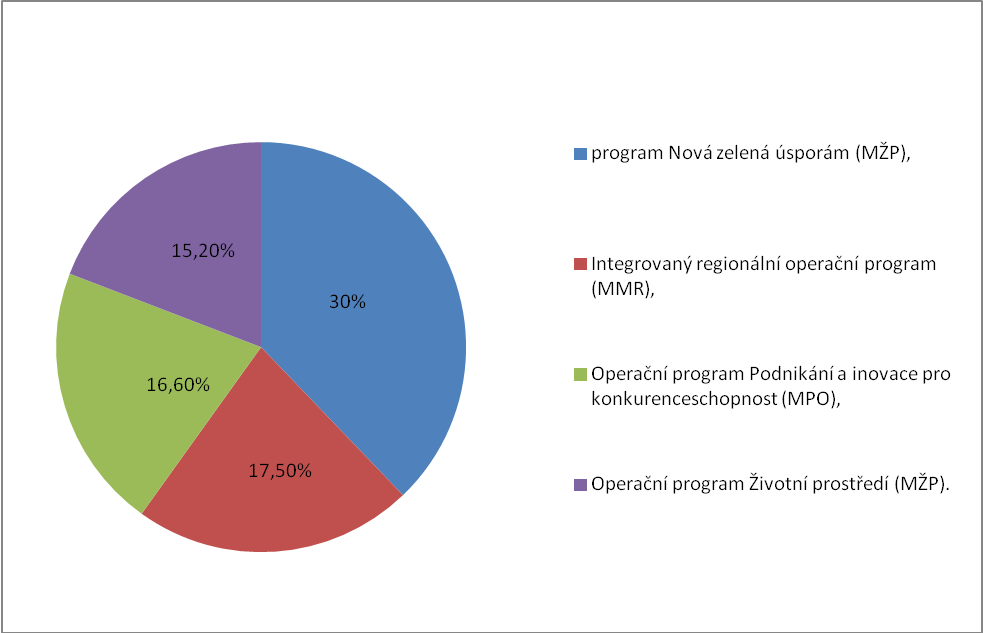 15,20%
30%
16,60%
17,50%
program Nová zelená úsporám (MŽP),
Integrovaný regionální operační program
(MMR),
Operační program Podnikání a inovace pro
konkurenceschopnost (MPO),
Operační program Životní prostředí (MŽP).